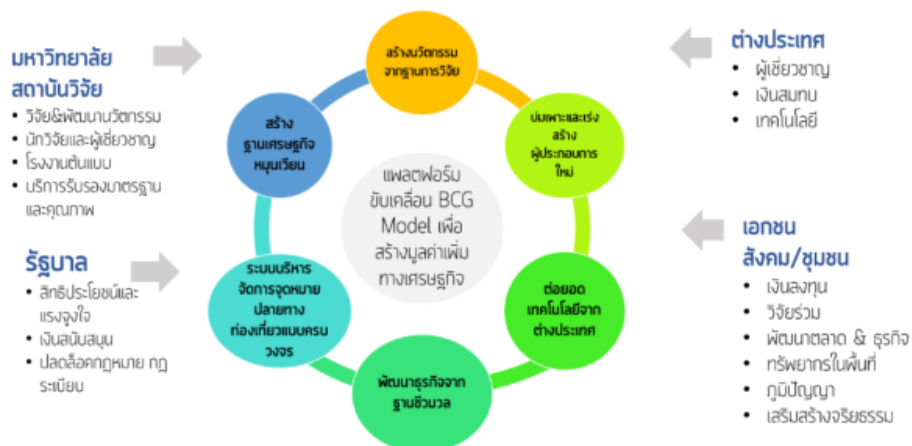 มหาวิทยาลัย
สถาบันวิจัย
• วิจัย&พัฒนานวัตกรรม
• นักวิจัยและผู้เชี่ยวชาญ
• โรงงานต้นแบบ
• บริการรับรองมาตรฐาน
และคุณภาพ
รัฐบาล
• สิทธิประโยชน์และ
แรงจูงใจ
• เงินสนับสนุน
• ปลดล็อคกฎหมาย กฎ
ระเบียบ
สร้างนวัตกรรม
จากฐานการวิจัย
บ่มเพาะและเร่ง
สร้าง
ผู้ประกอบการ
ใหม่
ต่อยอด
เทคโนโลยีจาก
ต่างประเทศ
พัฒนาธุรกิจจาก
ฐานชีวมวล
ระบบบริหาร
จัดการจุดหมาย
ปลายทาง
ท่องเที่ยวแบบครบ
วงจร
สร้าง
ฐานเศรษฐกิจ
หมุนเวียน
แพลตฟอร์ม
ขับเคลื่อน BCG
Model เพื่อ
สร้างมูลค่าเพิ่ม
ทางเศรษฐกิจ
ต่างประเทศ
• ผู้เชี่ยวชาญ
• เงินสมทบ
• เทคโนโลยี
เอกชน
สังคม/ชุมชน
• เงินลงทุน
• วิจัยร่วม
• พัฒนาตลาด & ธุรกิจ
• ทรัพยากรในพื้นที่
• ภูมิปัญญา
• เสริมสร้างจริยธรรม